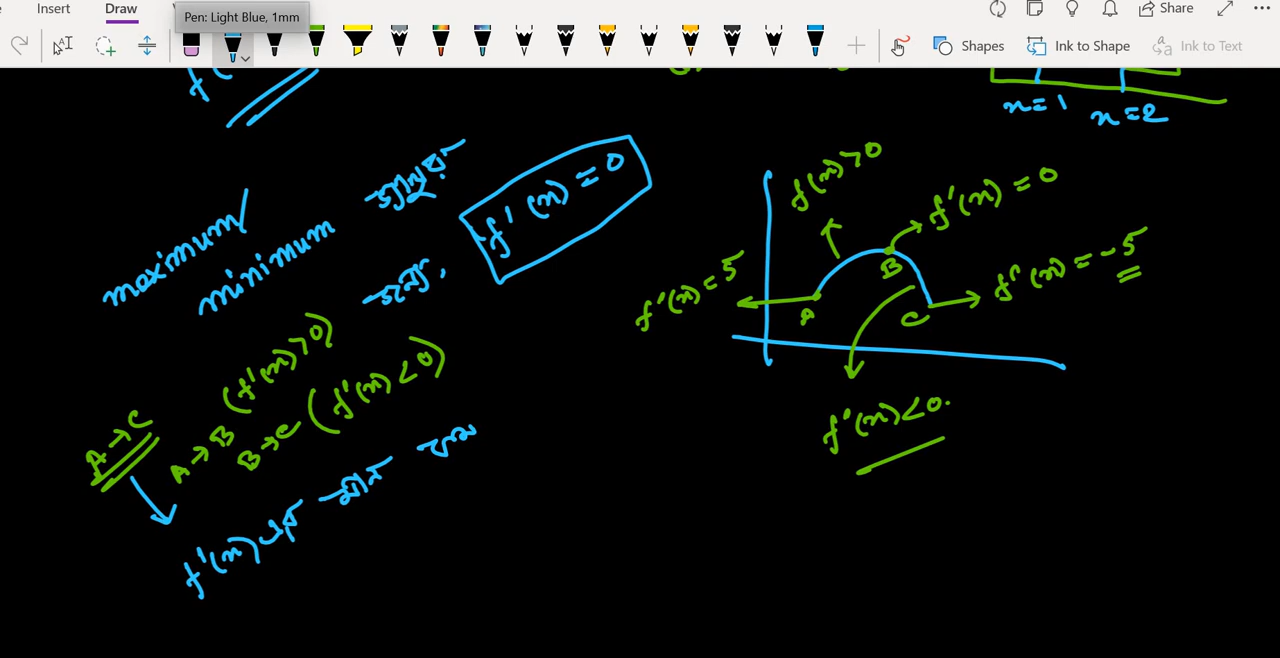 Insert Draw
Pen: Light Blue, 1mm
Share
Shapes Ink to Shape Ink to Text
n=1 n=2
maximum/
minimum
f'(n) = 0
f(n)>0
f'(n) = 0
f'(n) = 5
f'(n) = -5
A
B
C
f'(n)<0.
A → C
A → B (f'(n)>0)
B → C (f'(n)<0)
f'(n) এর মান